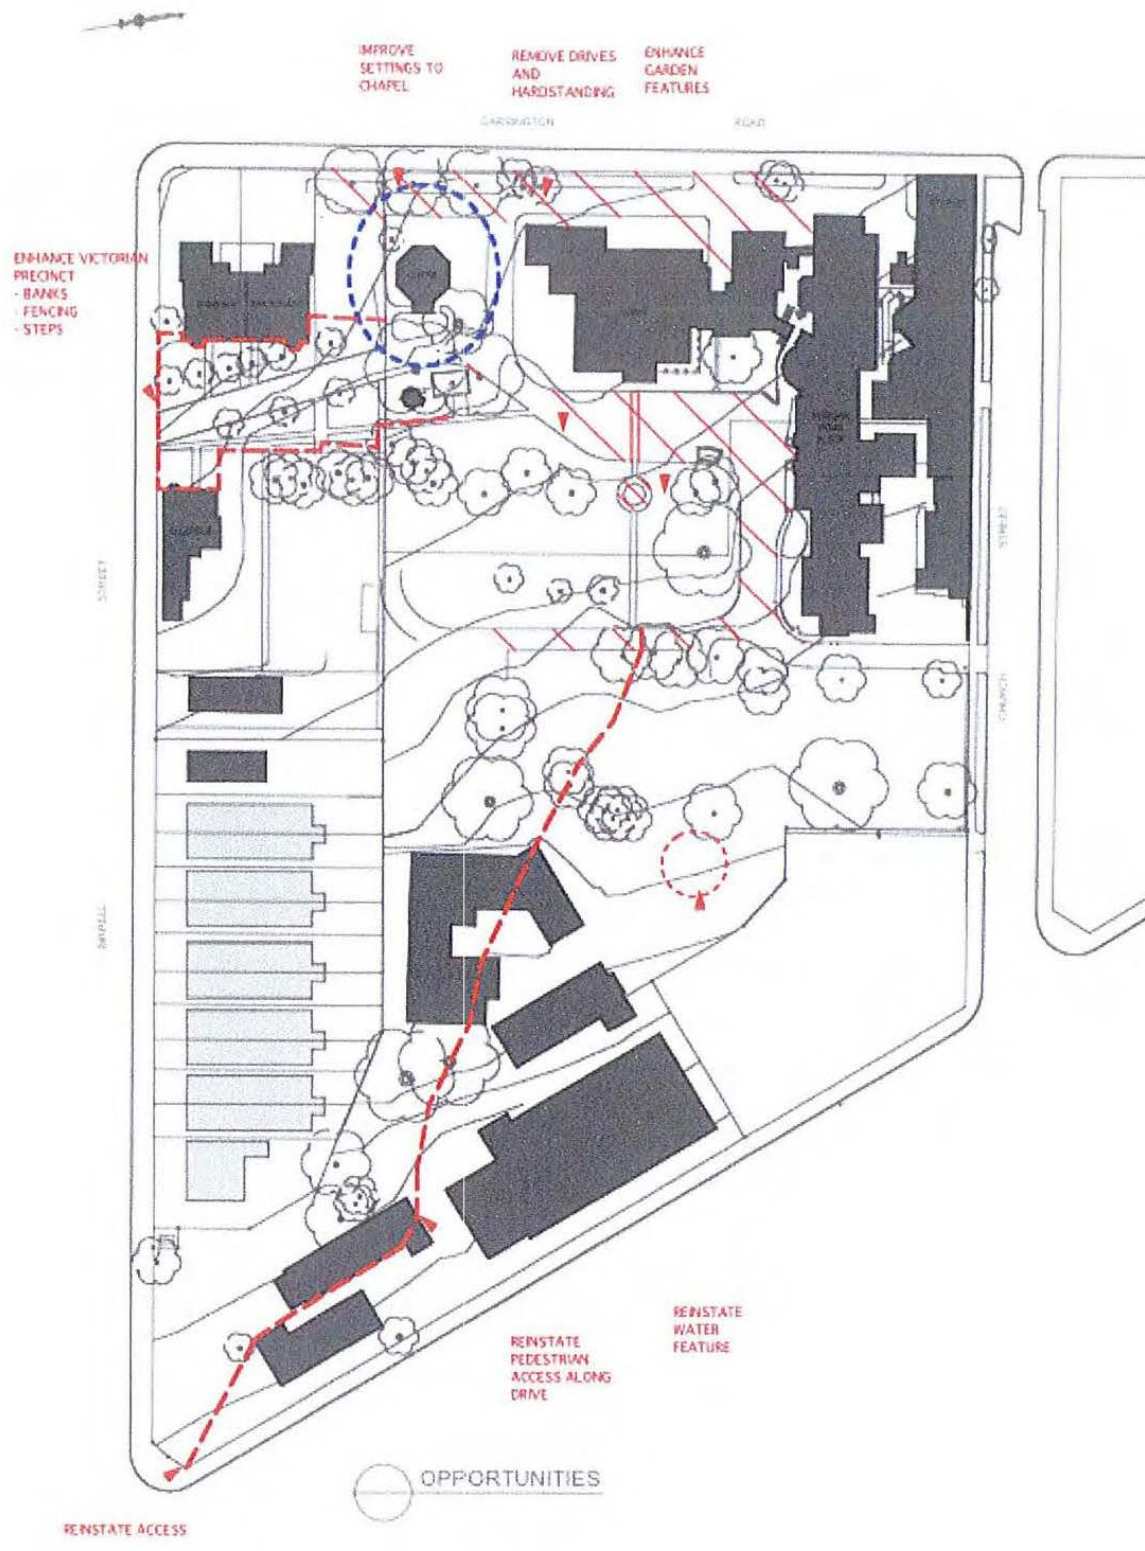 IMPROVE
SETTINGS TO
CHAPEL
REMOVE DRIVES
AND
HARDSTANDING
ENHANCE
GARDEN
FEATURES
CARRINGTON ROAD
ENHANCE VICTORIAN
PRECINCT
- BANKS
- FENCING
- STEPS
STREET
STREET
CHURCH
REINSTATE
WATER
FEATURE
REINSTATE
PEDESTRIAN
ACCESS ALONG
DRIVE
OPPORTUNITIES
REINSTATE ACCESS